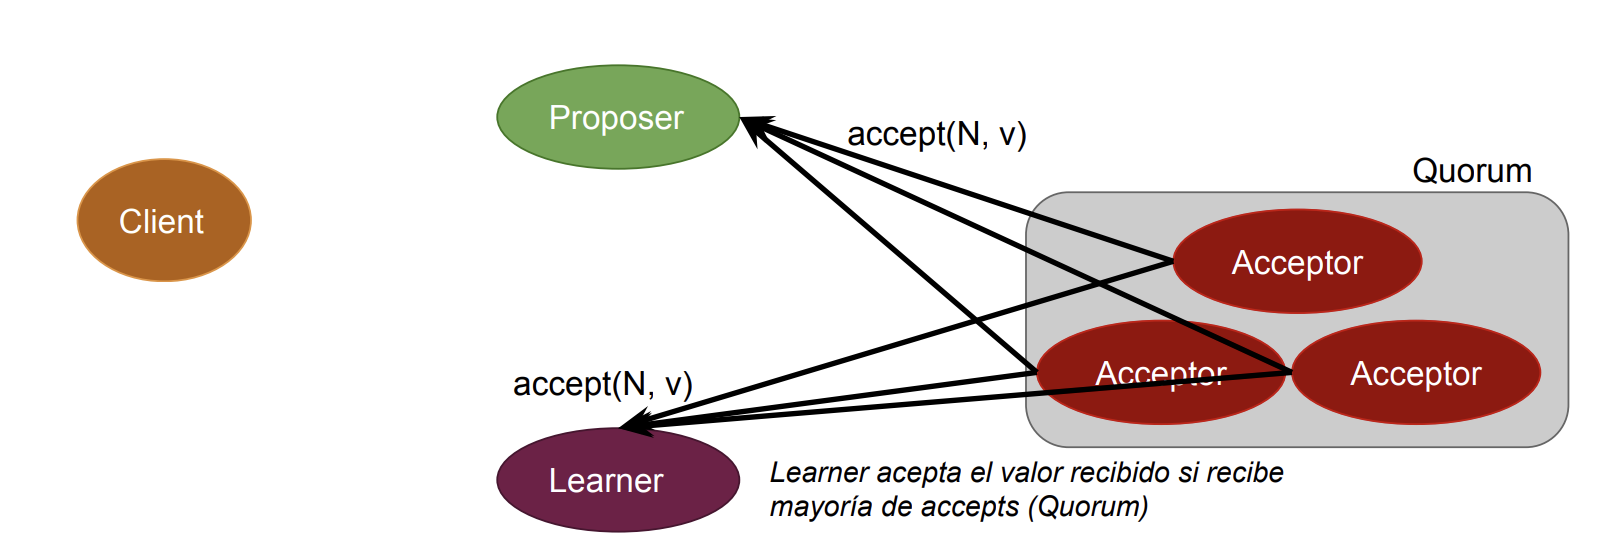 Proposer
accept(N, v)
Quorum
Client
Acceptor
accept(N, v)
Acceptor
Acceptor
Learner
Learner acepta el valor recibido si recibe
mayoría de accepts (Quorum)